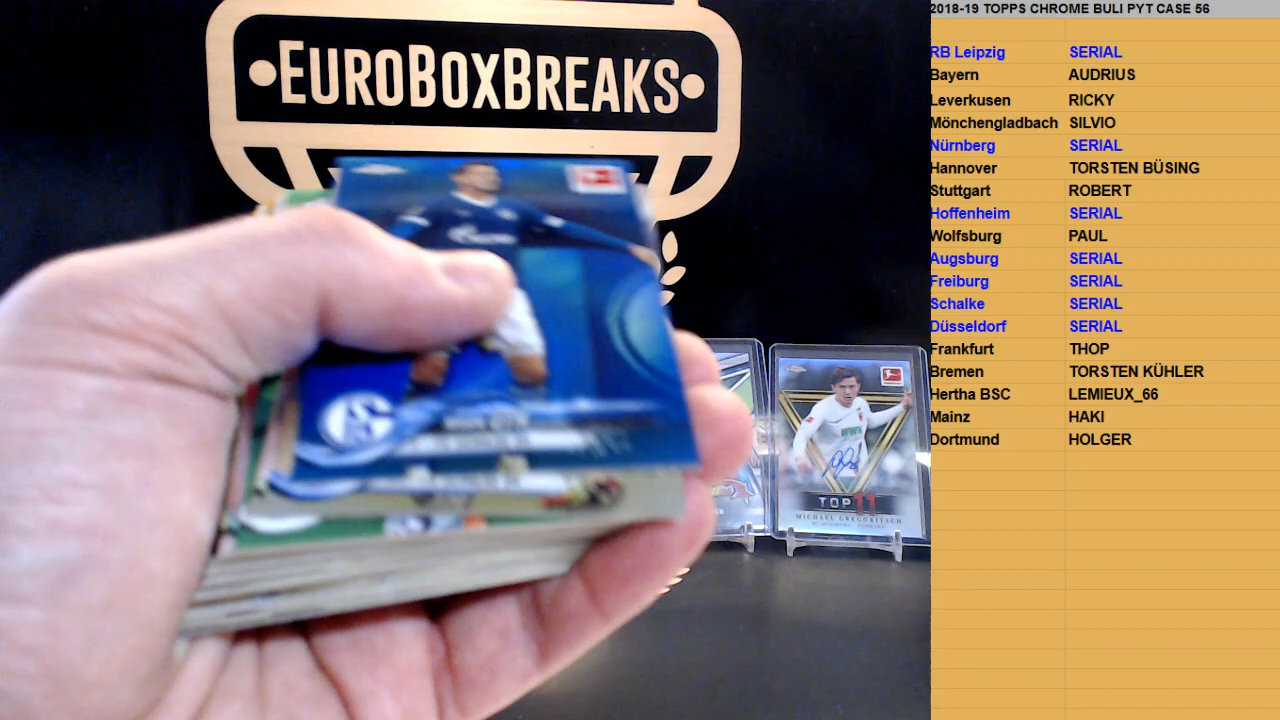 EUROBOXBREAKS
TOP 11
MICHAEL GREGORITSCH
2018-19 TOPPS CHROME BULI PYT CASE 56
RB Leipzig SERIAL
Bayern AUDRIUS
Leverkusen RICKY
Mönchengladbach SILVIO
Nürnberg SERIAL
Hannover TORSTEN BÜSING
Stuttgart ROBERT
Hoffenheim SERIAL
Wolfsburg PAUL
Augsburg SERIAL
Freiburg SERIAL
Schalke SERIAL
Düsseldorf SERIAL
Frankfurt THOP
Bremen TORSTEN KÜHLER
Hertha BSC LEMIEUX_66
Mainz HAKI
Dortmund HOLGER